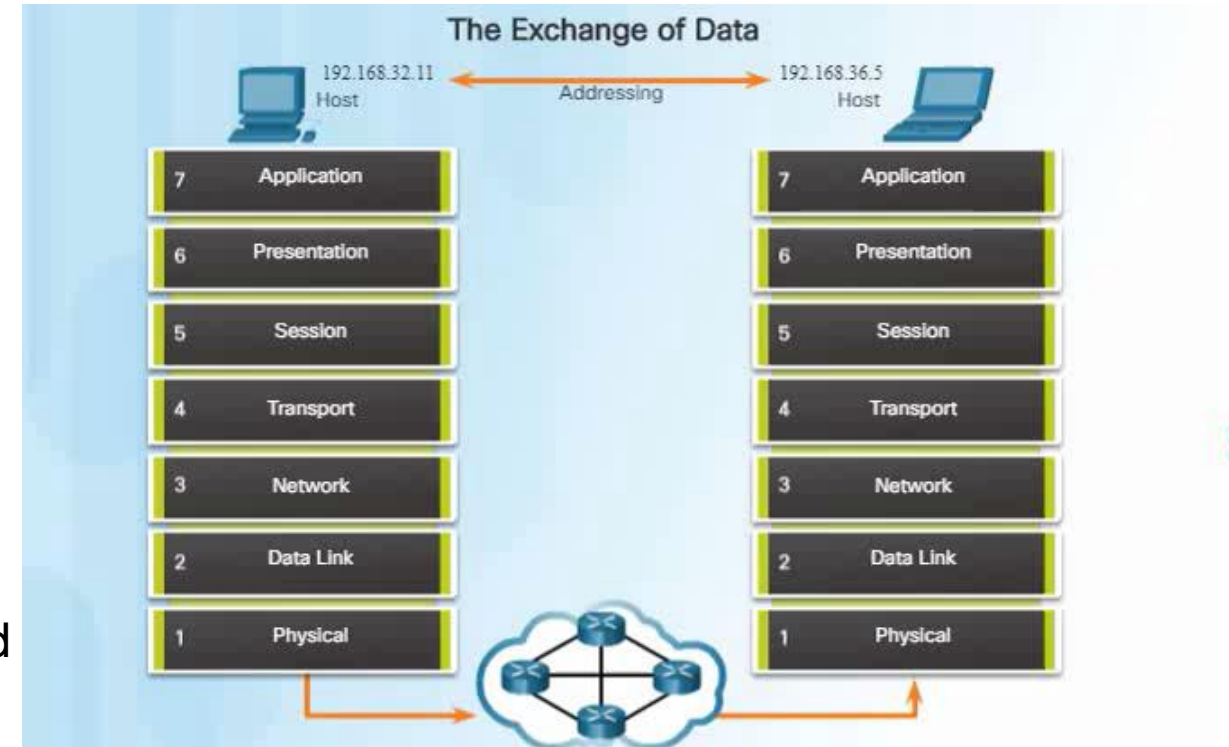 The Exchange of Data
192.168.32.11
Host
Addressing
192.168.36.5
Host
7 Application
6 Presentation
5 Session
4 Transport
3 Network
2 Data Link
1 Physical
7 Application
6 Presentation
5 Session
4 Transport
3 Network
2 Data Link
1 Physical
d